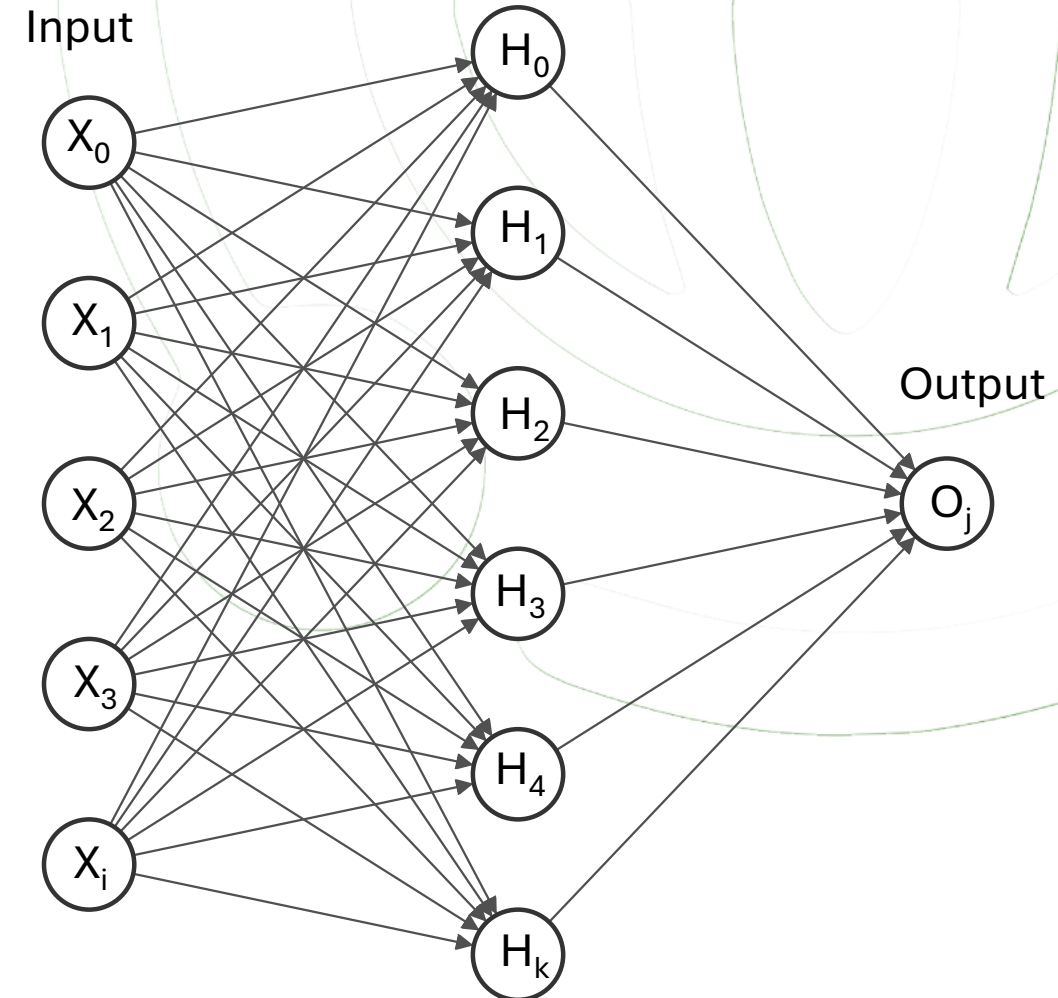 Input
X₀
X₁
X₂
X₃
Xᵢ
H₀
H₁
H₂
H₃
H₄
Hₖ
Output
Oⱼ